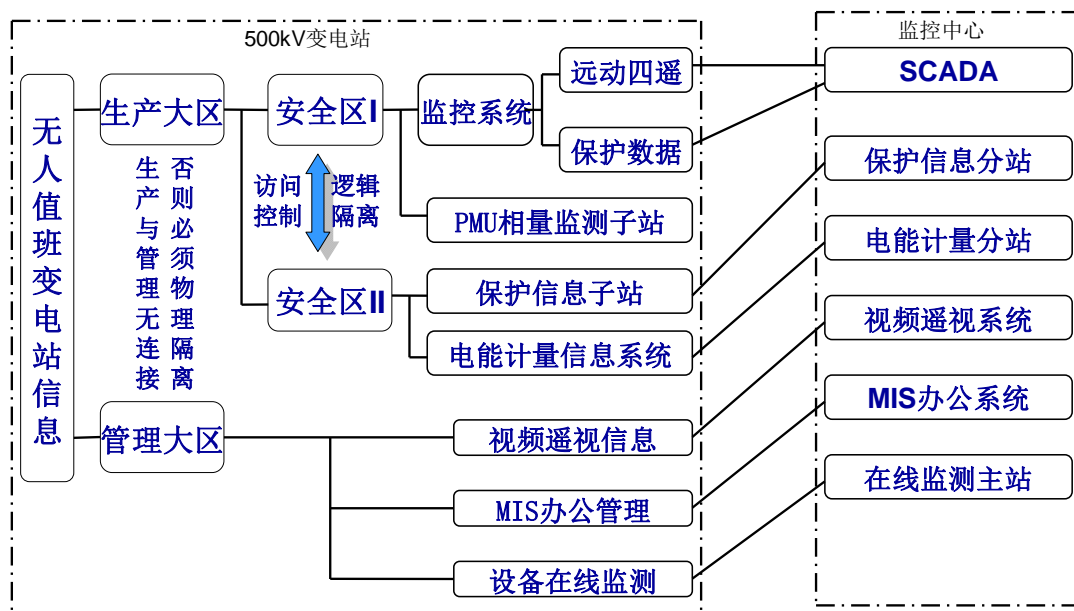 500kV变电站
监控中心
无人值班变电站信息
生产大区
安全区I
监控系统
远动四遥
保护数据
SCADA
生产与管理无连接
否则必须物理隔离
访问控制
逻辑隔离
PMU相量监测子站
安全区II
保护信息子站
电能计量信息系统
保护信息分站
电能计量分站
视频遥视系统
管理大区
视频遥视信息
MIS办公管理
设备在线监测
MIS办公系统
在线监测主站